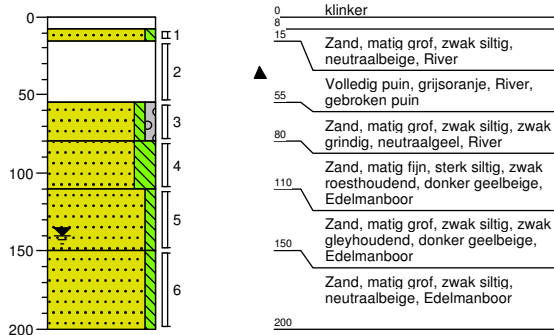 0
50
100
150
200
1
2
3
4
5
6
0
klinker
8
15
Zand, matig grof, zwak siltig,
neutraalbeige, River
Volledig puin, grijsoranje, River,
gebroken puin
55
Zand, matig grof, zwak siltig, zwak
grindig, neutraalgeel, River
80
Zand, matig fijn, sterk siltig, zwak
roesthoudend, donker geelbeige,
Edelmanboor
110
Zand, matig grof, zwak siltig, zwak
gleyhoudend, donker geelbeige,
Edelmanboor
150
Zand, matig grof, zwak siltig,
neutraalbeige, Edelmanboor
200